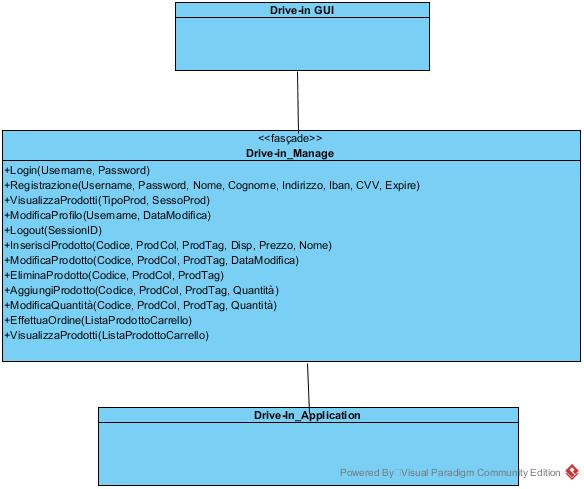 Drive-in GUI
<<fasçade>>
Drive-in_Manage
+Login(Username, Password)
+Registrazione(Username, Password, Nome, Cognome, Indirizzo, Iban, CVV, Expire)
+VisualizzaProdotti(TipoProd, SessoProd)
+ModificaProfilo(Username, DataModifica)
+Logout(SessionID)
+InserisciProdotto(Codice, ProdCol, ProdTag, Disp, Prezzo, Nome)
+ModificaProdotto(Codice, ProdCol, ProdTag, DataModifica)
+EliminaProdotto(Codice, ProdCol, ProdTag)
+AggiungiProdotto(Codice, ProdCol, ProdTag, Quantità)
+ModificaQuantità(Codice, ProdCol, ProdTag, Quantità)
+EffettuaOrdine(ListaProdottoCarrello)
+VisualizzaProdotti(ListaProdottoCarrello)
Drive-In_Application
Powered By Visual Paradigm Community Edition